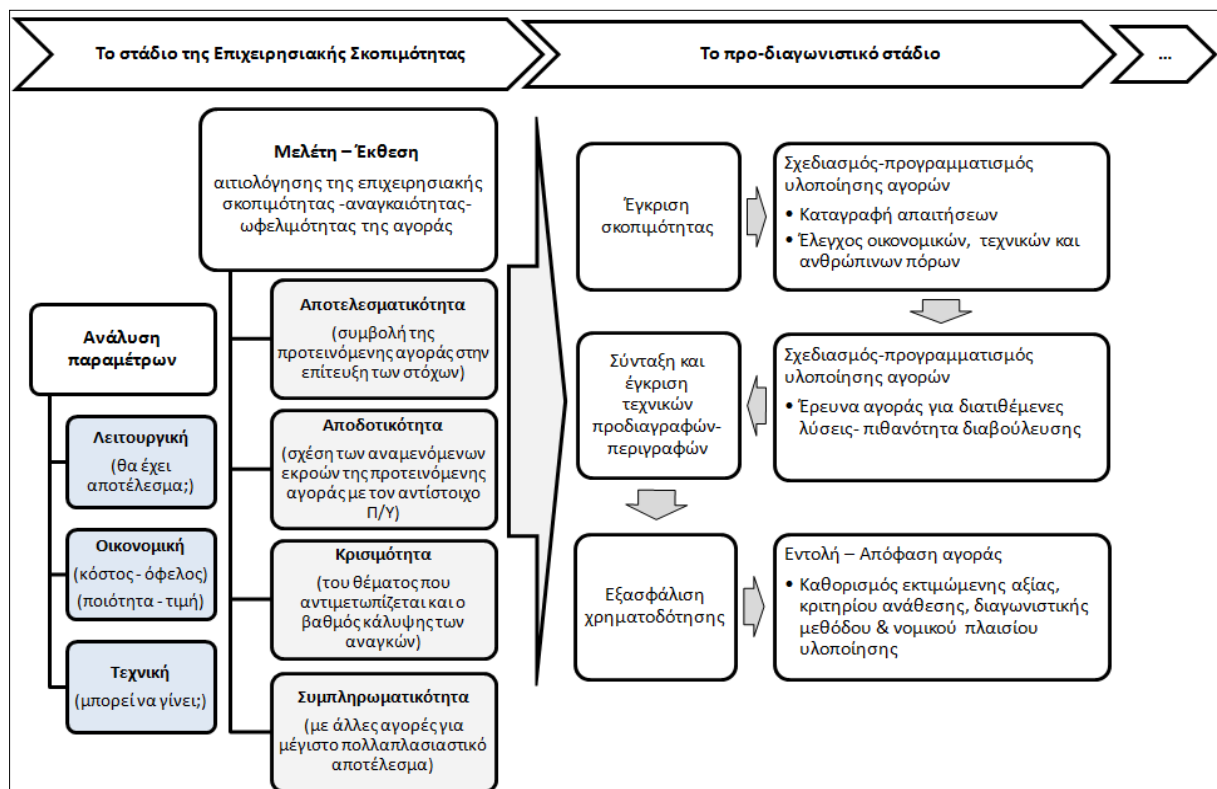 Το στάδιο της Επιχειρησιακής Σκοπιμότητας
Το προ-διαγωνιστικό στάδιο
...
Μελέτη – Έκθεση
αιτιολόγησης της επιχειρησιακής
σκοπιμότητας -αναγκαιότητας-
ωφελιμότητας της αγοράς
Ανάλυση
παραμέτρων
Λειτουργική
(θα έχει
αποτέλεσμα;)
Οικονομική
(κόστος - όφελος)
(ποιότητα - τιμή)
Τεχνική
(μπορεί να γίνει;)
Αποτελεσματικότητα
(συμβολή της
προτεινόμενης αγοράς στην
επίτευξη των στόχων)
Αποδοτικότητα
(σχέση των αναμενόμενων
εκροών της προτεινόμενης
αγοράς με τον αντίστοιχο
Π/Υ)
Κρισιμότητα
(του θέματος που
αντιμετωπίζεται και ο
βαθμός κάλυψης των
αναγκών)
Συμπληρωματικότητα
(με άλλες αγορές για
μέγιστο πολλαπλασιαστικό
αποτέλεσμα)
Έγκριση
σκοπιμότητας
Σχεδιασμός-προγραμματισμός
υλοποίησης αγορών
• Καταγραφή απαιτήσεων
• Έλεγχος οικονομικών, τεχνικών και
ανθρώπινων πόρων
Σύνταξη και
έγκριση
τεχνικών
προδιαγραφών-
περιγραφών
Σχεδιασμός-προγραμματισμός
υλοποίησης αγορών
• Έρευνα αγοράς για διατιθέμενες
λύσεις- πιθανότητα διαβούλευσης
Εξασφάλιση
χρηματοδότησης
Εντολή – Απόφαση αγοράς
• Καθορισμός εκτιμώμενης αξίας,
κριτηρίου ανάθεσης, διαγωνιστικής
μεθόδου & νομικού πλαισίου
υλοποίησης